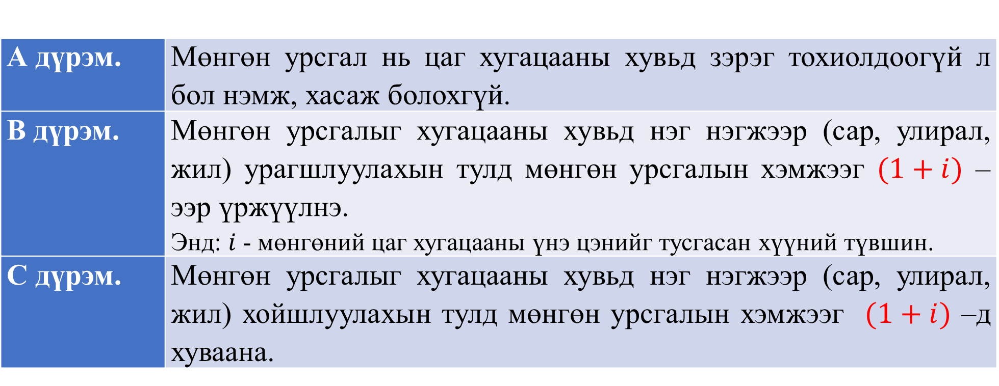 А дүрэм.
Мөнгөн урсгал нь цаг хугацааны хувьд зэрэг тохиолдоогүй л
бол нэмж, хасаж болохгүй.
В дүрэм.
Мөнгөн урсгалыг хугацааны хувьд нэг нэгжээр (сар, улирал,
жил) урагшлуулахын тулд мөнгөн урсгалын хэмжээг (1 + i) –
ээр үржүүлнэ.
Энд: i - мөнгөний цаг хугацааны үнэ цэнийг тусгасан хүүний түвшин.
С дүрэм.
Мөнгөн урсгалыг хугацааны хувьд нэг нэгжээр (сар, улирал,
жил) хойшлуулахын тулд мөнгөн урсгалын хэмжээг (1 + i) –д
хуваана.